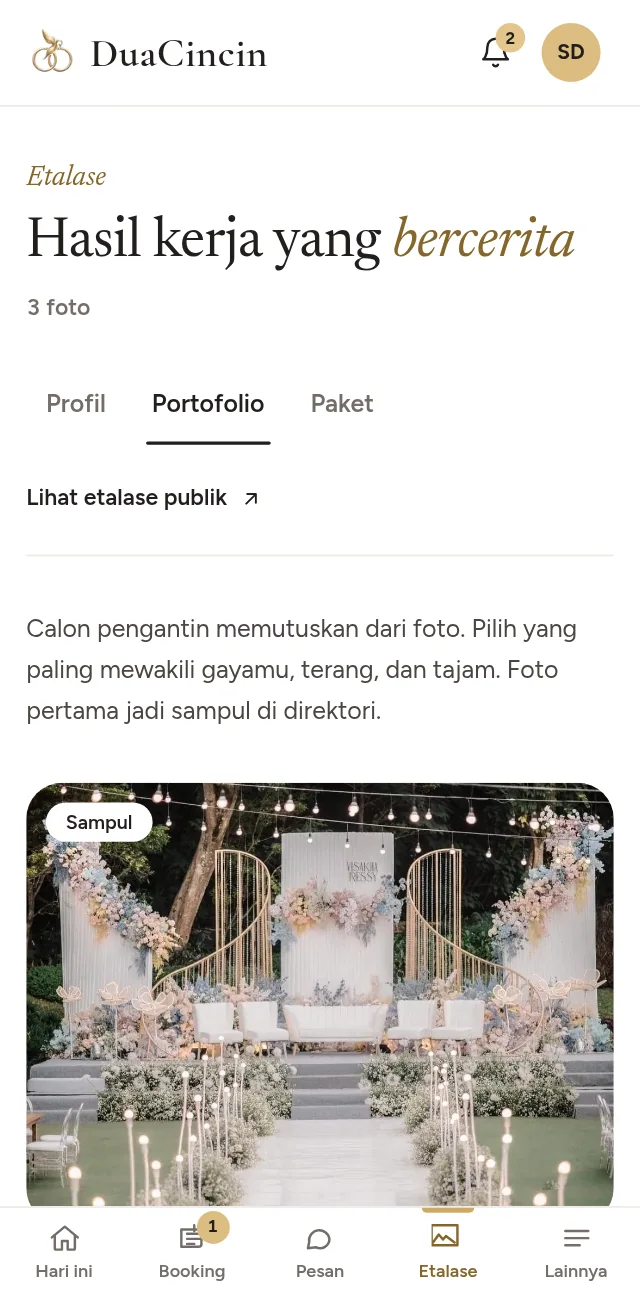 DuaCincin
2
SD
Etalase
Hasil kerja yang bercerita
3 foto
Profil
Portofolio
Paket
Lihat etalase publik
Calon pengantin memutuskan dari foto. Pilih yang
paling mewakili gayamu, terang, dan tajam. Foto
pertama jadi sampul di direktori.
Sampul
1
Hari ini
Booking
Pesan
Etalase
Lainnya